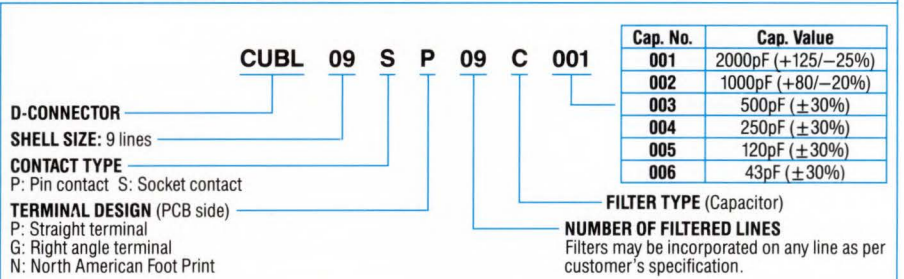 CUBL 09 S P 09 C 001
Cap. No. Cap. Value
001 2000pF (+125/−25%)
002 1000pF (+80/−20%)
003 500pF (±30%)
004 250pF (±30%)
005 120pF (±30%)
006 43pF (±30%)
D-CONNECTOR
SHELL SIZE: 9 lines
CONTACT TYPE
P: Pin contact S: Socket contact
TERMINAL DESIGN (PCB side)
P: Straight terminal
G: Right angle terminal
N: North American Foot Print
FILTER TYPE (Capacitor)
NUMBER OF FILTERED LINES
Filters may be incorporated on any line as per
customer's specification.